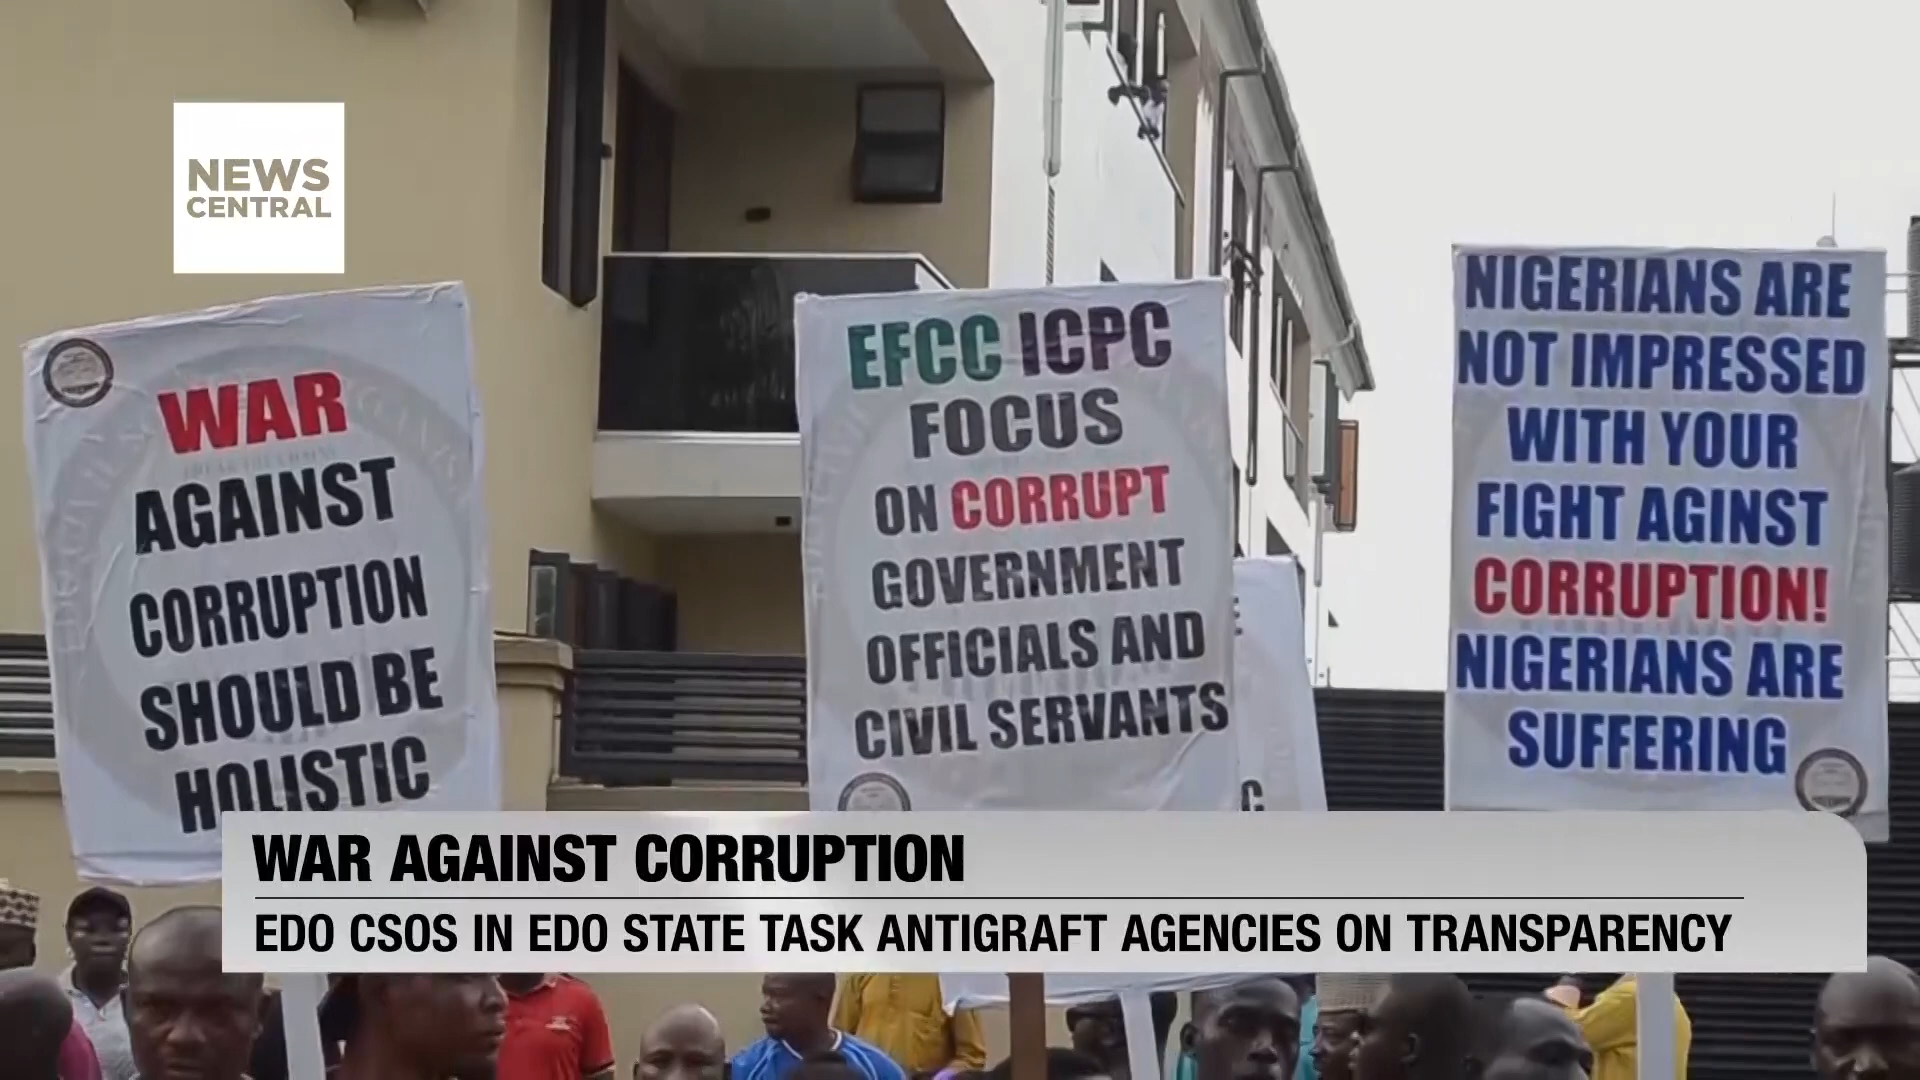 NEWS
CENTRAL
WAR
AGAINST
CORRUPTION
SHOULD BE
HOLISTIC
EFCC ICPC
FOCUS
ON CORRUPT
GOVERNMENT
OFFICIALS AND
CIVIL SERVANTS
NIGERIANS ARE
NOT IMPRESSED
WITH YOUR
FIGHT AGINST
CORRUPTION!
NIGERIANS ARE
SUFFERING
WAR AGAINST CORRUPTION
EDO CSOS IN EDO STATE TASK ANTIGRAFT AGENCIES ON TRANSPARENCY